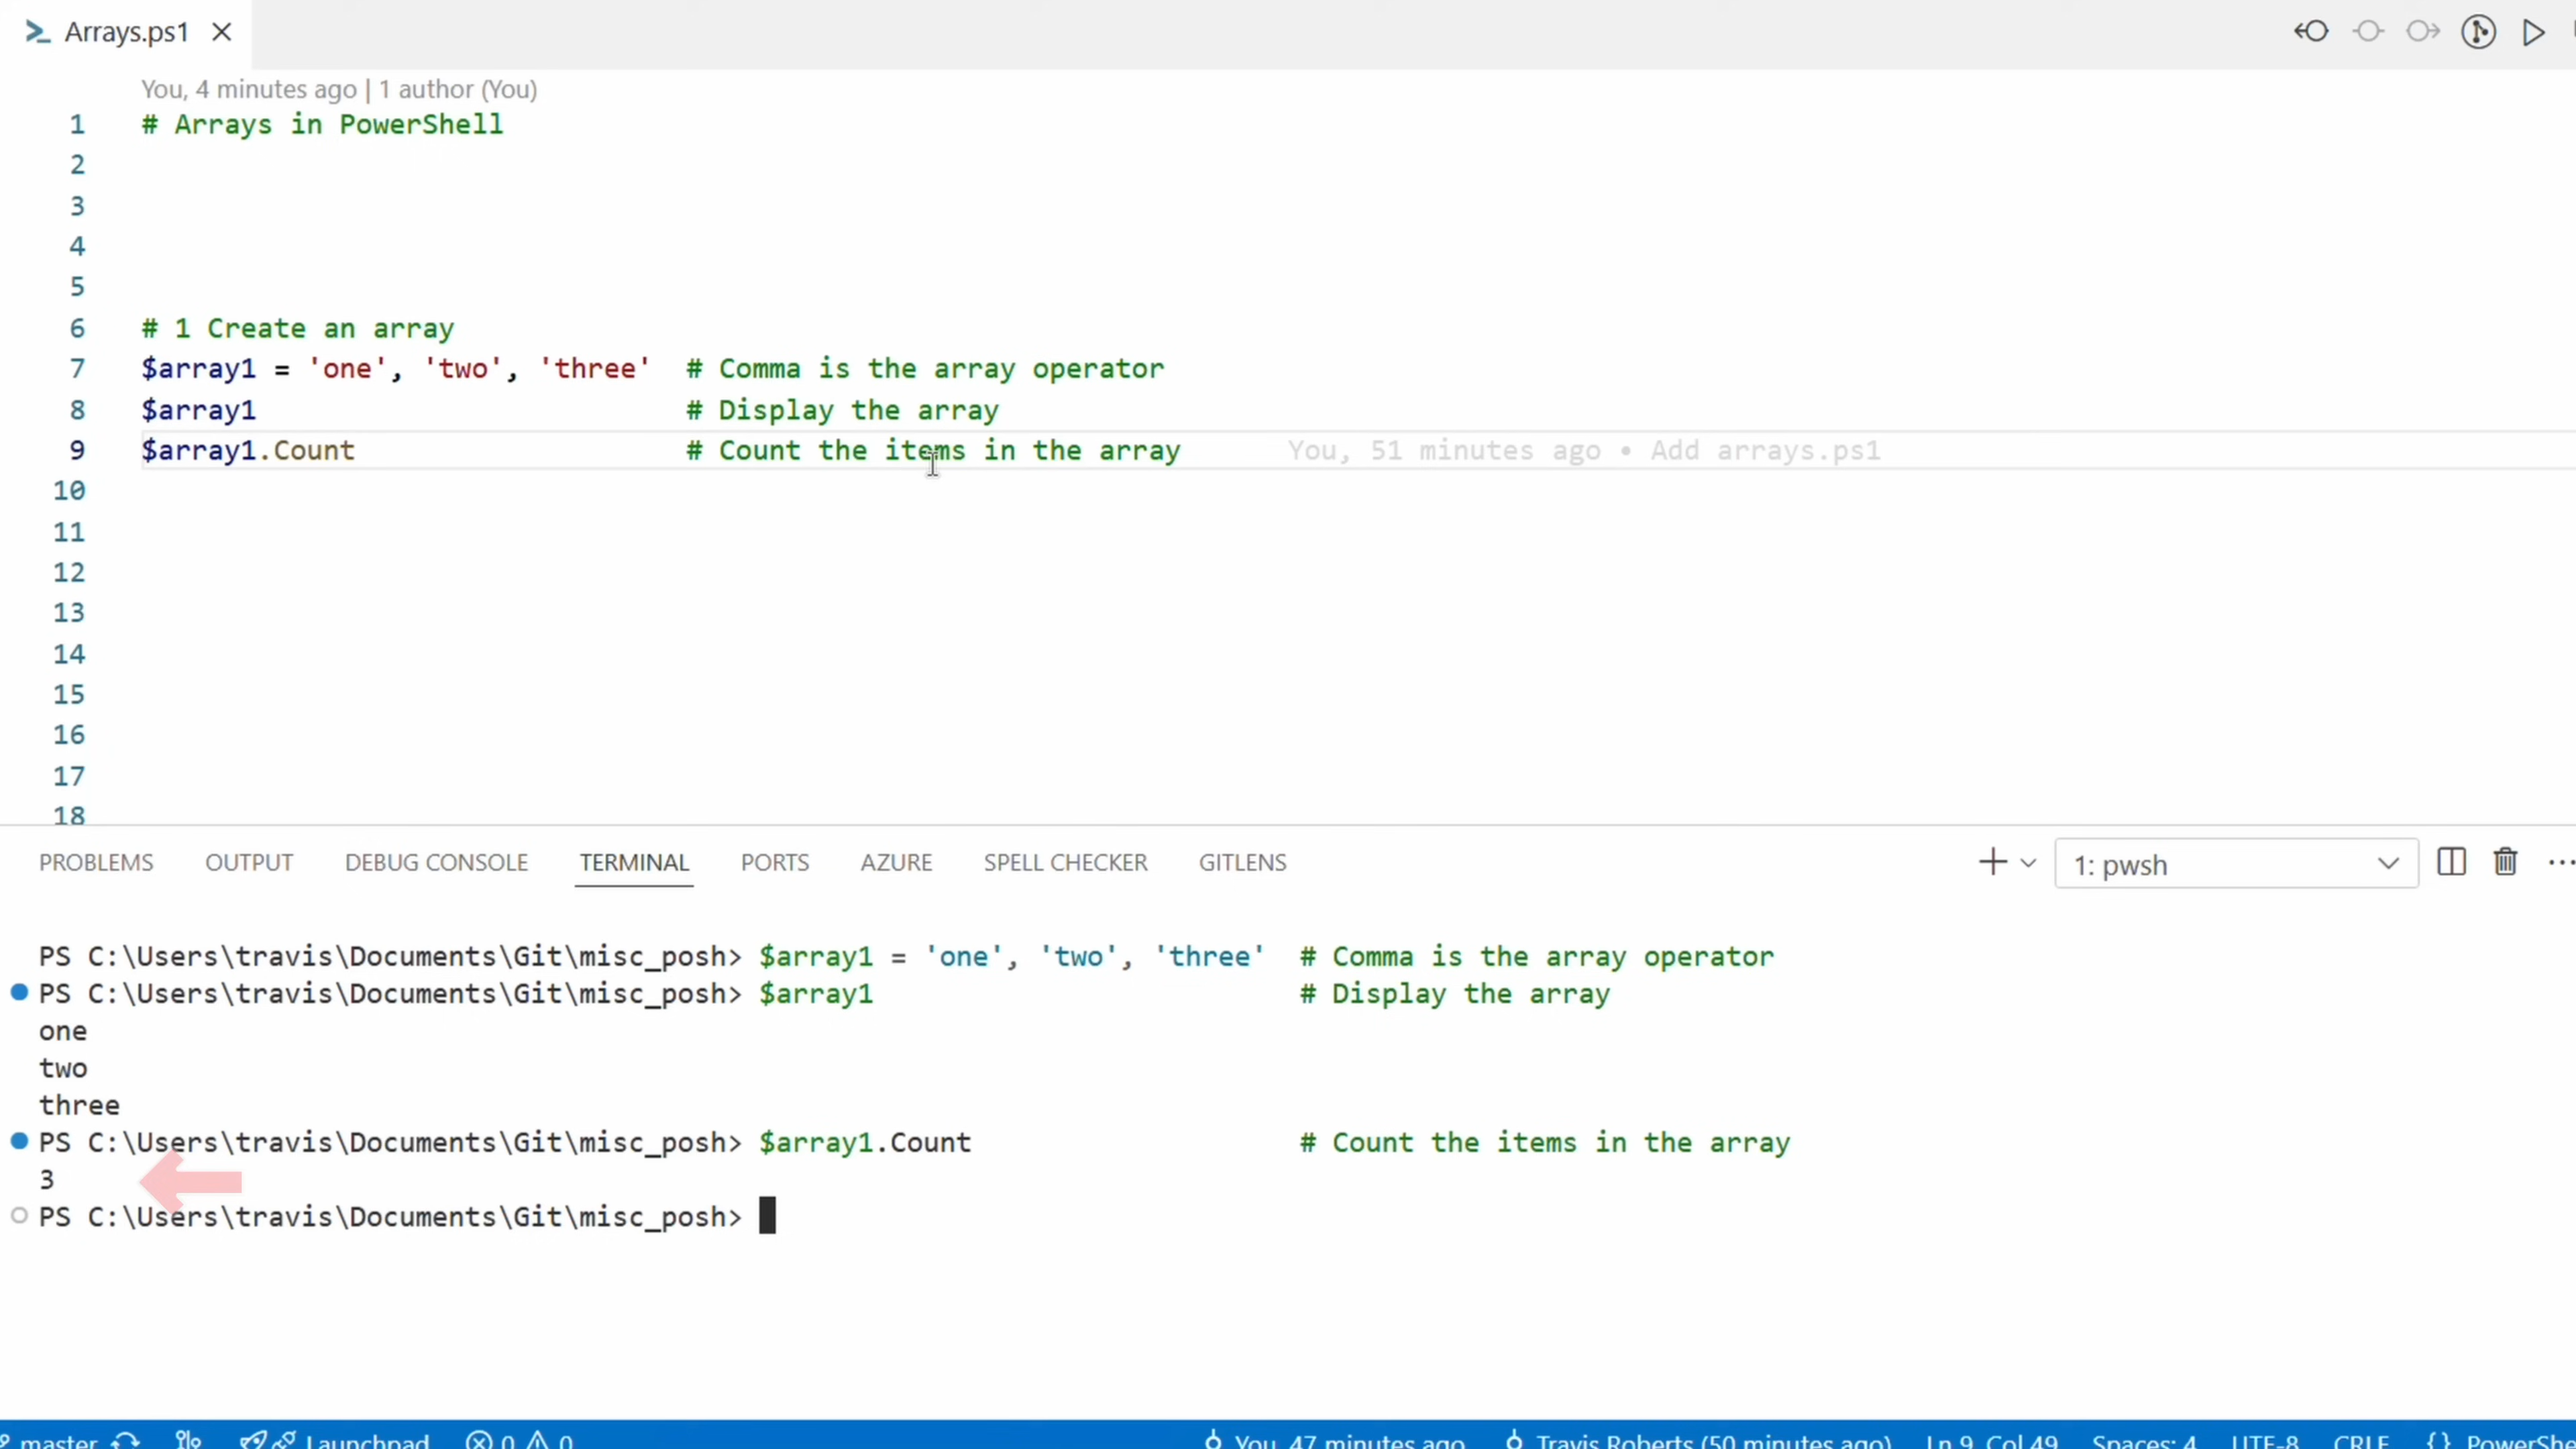 Arrays.ps1
You, 4 minutes ago | 1 author (You)
1 # Arrays in PowerShell
2
3
4
5
6 # 1 Create an array
7 $array1 = 'one', 'two', 'three' # Comma is the array operator
8 $array1 # Display the array
9 $array1.Count # Count the items in the array You, 51 minutes ago • Add arrays.ps1
10
11
12
13
14
15
16
17
18
PROBLEMS OUTPUT DEBUG CONSOLE TERMINAL PORTS AZURE SPELL CHECKER GITLENS 1: pwsh
PS C:\Users\travis\Documents\Git\misc_posh> $array1 = 'one', 'two', 'three' # Comma is the array operator
PS C:\Users\travis\Documents\Git\misc_posh> $array1 # Display the array
one
two
three
PS C:\Users\travis\Documents\Git\misc_posh> $array1.Count # Count the items in the array
3
PS C:\Users\travis\Documents\Git\misc_posh>
master Launchpad 0 0 You, 47 minutes ago Travis Roberts (50 minutes ago) Ln 9, Col 49 Spaces: 4 UTF-8 CRLF {} PowerShe